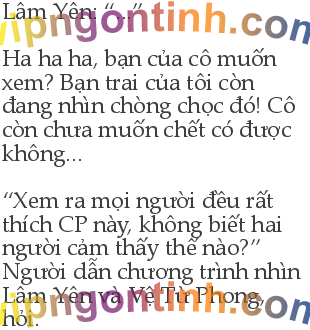 Lâm Yên: “...”
vipngontinh.com
Ha ha ha, bạn của cô muốn
xem? Bạn trai của tôi còn
đang nhìn chòng chọc đó! Cô
còn chưa muốn chết có được
không...
“Xem ra mọi người đều rất
thích CP này, không biết hai
người cảm thấy thế nào?”
Người dẫn chương trình nhìn
Lâm Yên và Vệ Từ Phong,
vipngontinh.com
hỏi.